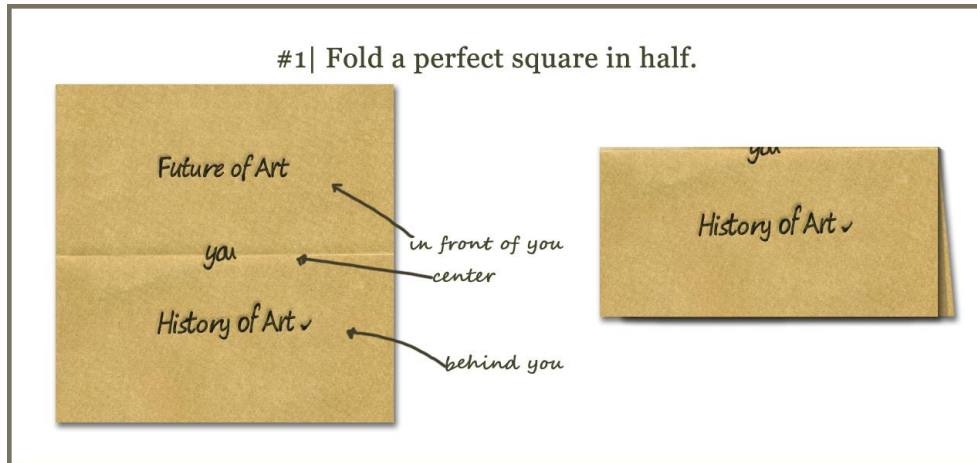 #1| Fold a perfect square in half.
Future of Art
in front of you
you
center
History of Art ✓
behind you
you
History of Art ✓